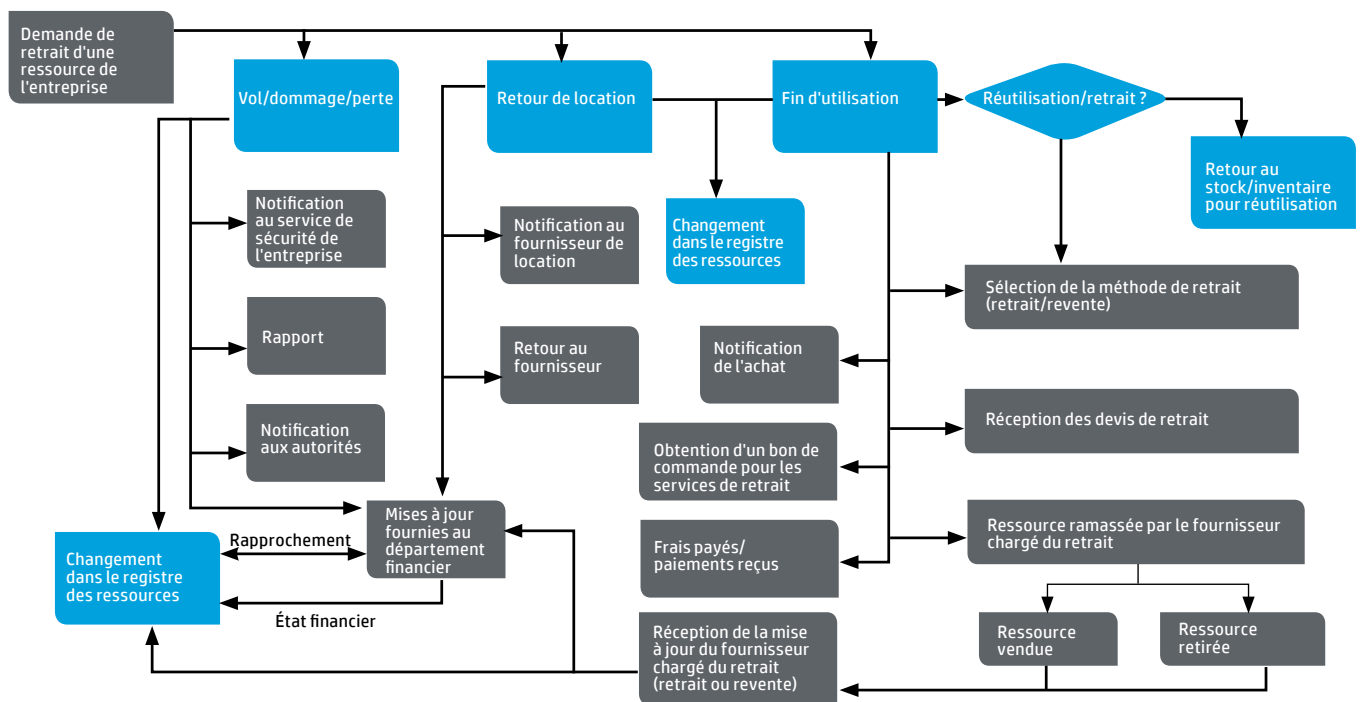 Demande de
retrait d'une
ressource de
l'entreprise
Vol/dommage/perte
Retour de location
Fin d'utilisation
Réutilisation/retrait ?
Retour au
stock/inventaire
pour réutilisation
Notification
au service de
sécurité de
l'entreprise
Notification au
fournisseur de
location
Changement
dans le registre
des ressources
Sélection de la méthode de retrait
(retrait/revente)
Rapport
Retour au
fournisseur
Notification
de l'achat
Réception des devis de retrait
Notification
aux autorités
Obtention d'un bon de
commande pour les
services de retrait
Mises à jour
fournies au
département
financier
Ressource ramassée par le fournisseur
chargé du retrait
Rapprochement
Frais payés/
paiements reçus
Changement
dans le registre
des ressources
État financier
Réception de la mise
à jour du fournisseur
chargé du retrait
(retrait ou revente)
Ressource
vendue
Ressource
retirée